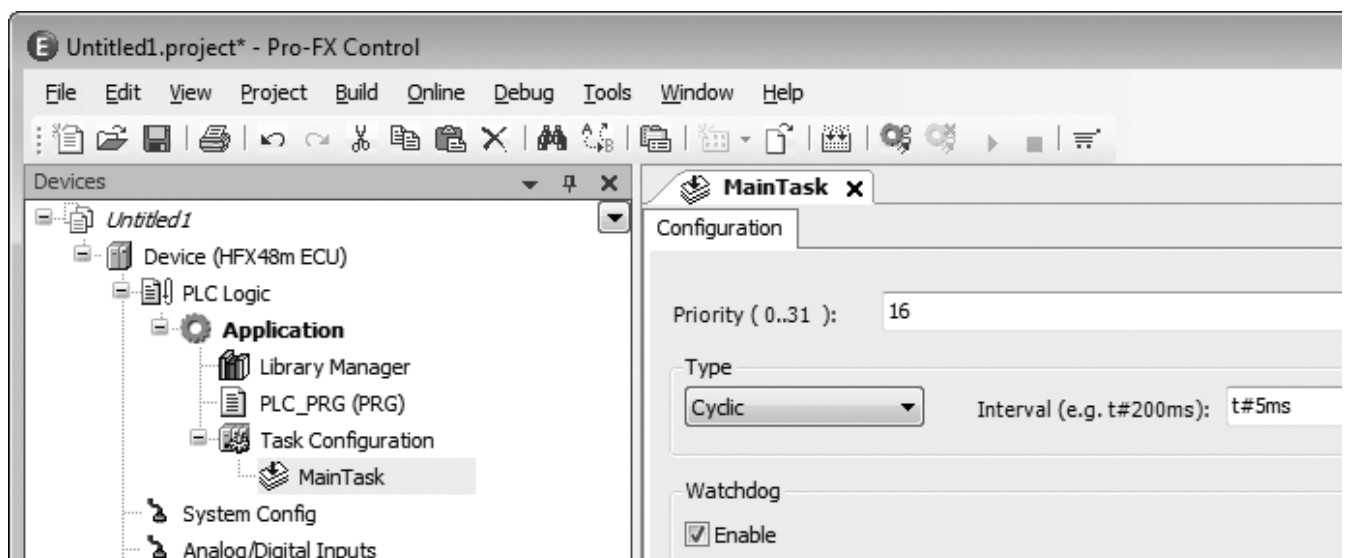 Untitled1.project* - Pro-FX Control
File Edit View Project Build Online Debug Tools Window Help
Devices
Untitled1
Device (HFX48m ECU)
PLC Logic
Application
Library Manager
PLC_PRG (PRG)
Task Configuration
MainTask
System Config
Analog/Digital Inputs
MainTask
Configuration
Priority ( 0..31 ): 16
Type
Cyclic Interval (e.g. t#200ms): t#5ms
Watchdog
Enable